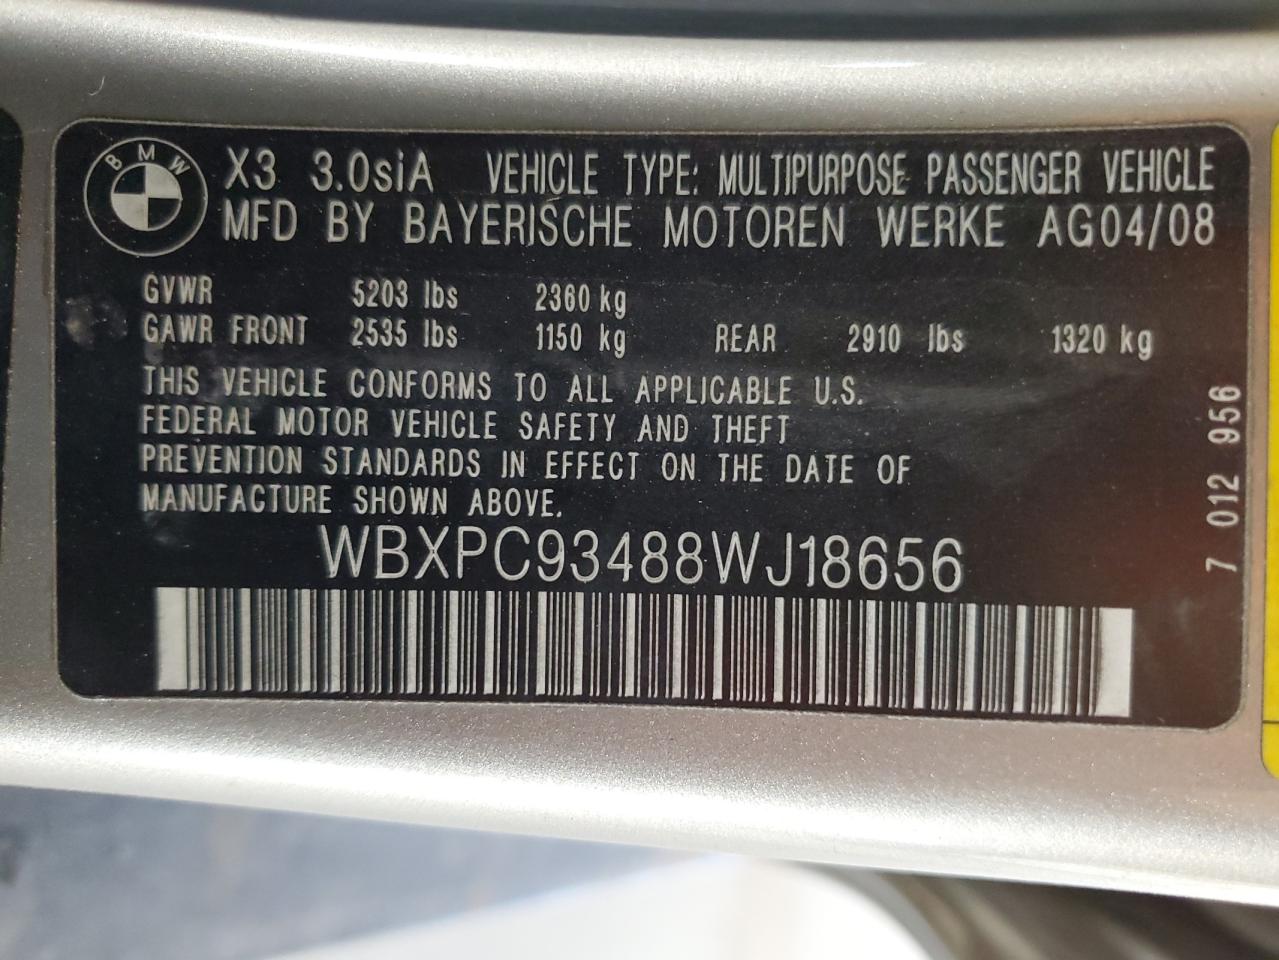 BMW
X3 3.0siA VEHICLE TYPE: MULTIPURPOSE PASSENGER VEHICLE
MFD BY BAYERISCHE MOTOREN WERKE AG04/08
GVWR 5203 lbs 2360 kg
GAWR FRONT 2535 lbs 1150 kg REAR 2910 lbs 1320 kg
THIS VEHICLE CONFORMS TO ALL APPLICABLE U.S.
FEDERAL MOTOR VEHICLE SAFETY AND THEFT
PREVENTION STANDARDS IN EFFECT ON THE DATE OF
MANUFACTURE SHOWN ABOVE.
WBXPC93488WJ18656
7 012 956